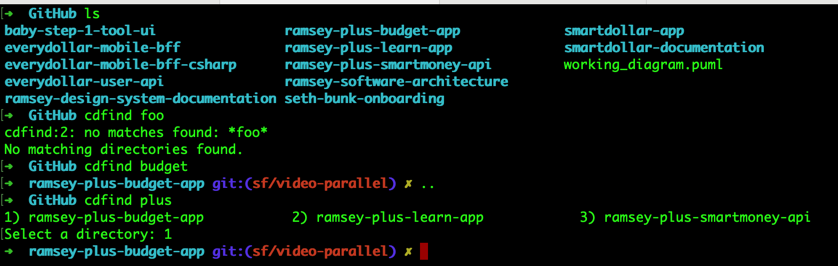 ➜ GitHub ls
baby-step-1-tool-ui ramsey-plus-budget-app smartdollar-app
everydollar-mobile-bff ramsey-plus-learn-app smartdollar-documentation
everydollar-mobile-bff-csharp ramsey-plus-smartmoney-api working_diagram.puml
everydollar-user-api ramsey-software-architecture
ramsey-design-system-documentation seth-bunk-onboarding
[➜ GitHub cdfind foo
cdfind:2: no matches found: *foo*
No matching directories found.
[➜ GitHub cdfind budget
[➜ ramsey-plus-budget-app git:(sf/video-parallel) ✗ ..
[➜ GitHub cdfind plus
1) ramsey-plus-budget-app 2) ramsey-plus-learn-app 3) ramsey-plus-smartmoney-api
[Select a directory: 1
➜ ramsey-plus-budget-app git:(sf/video-parallel) ✗